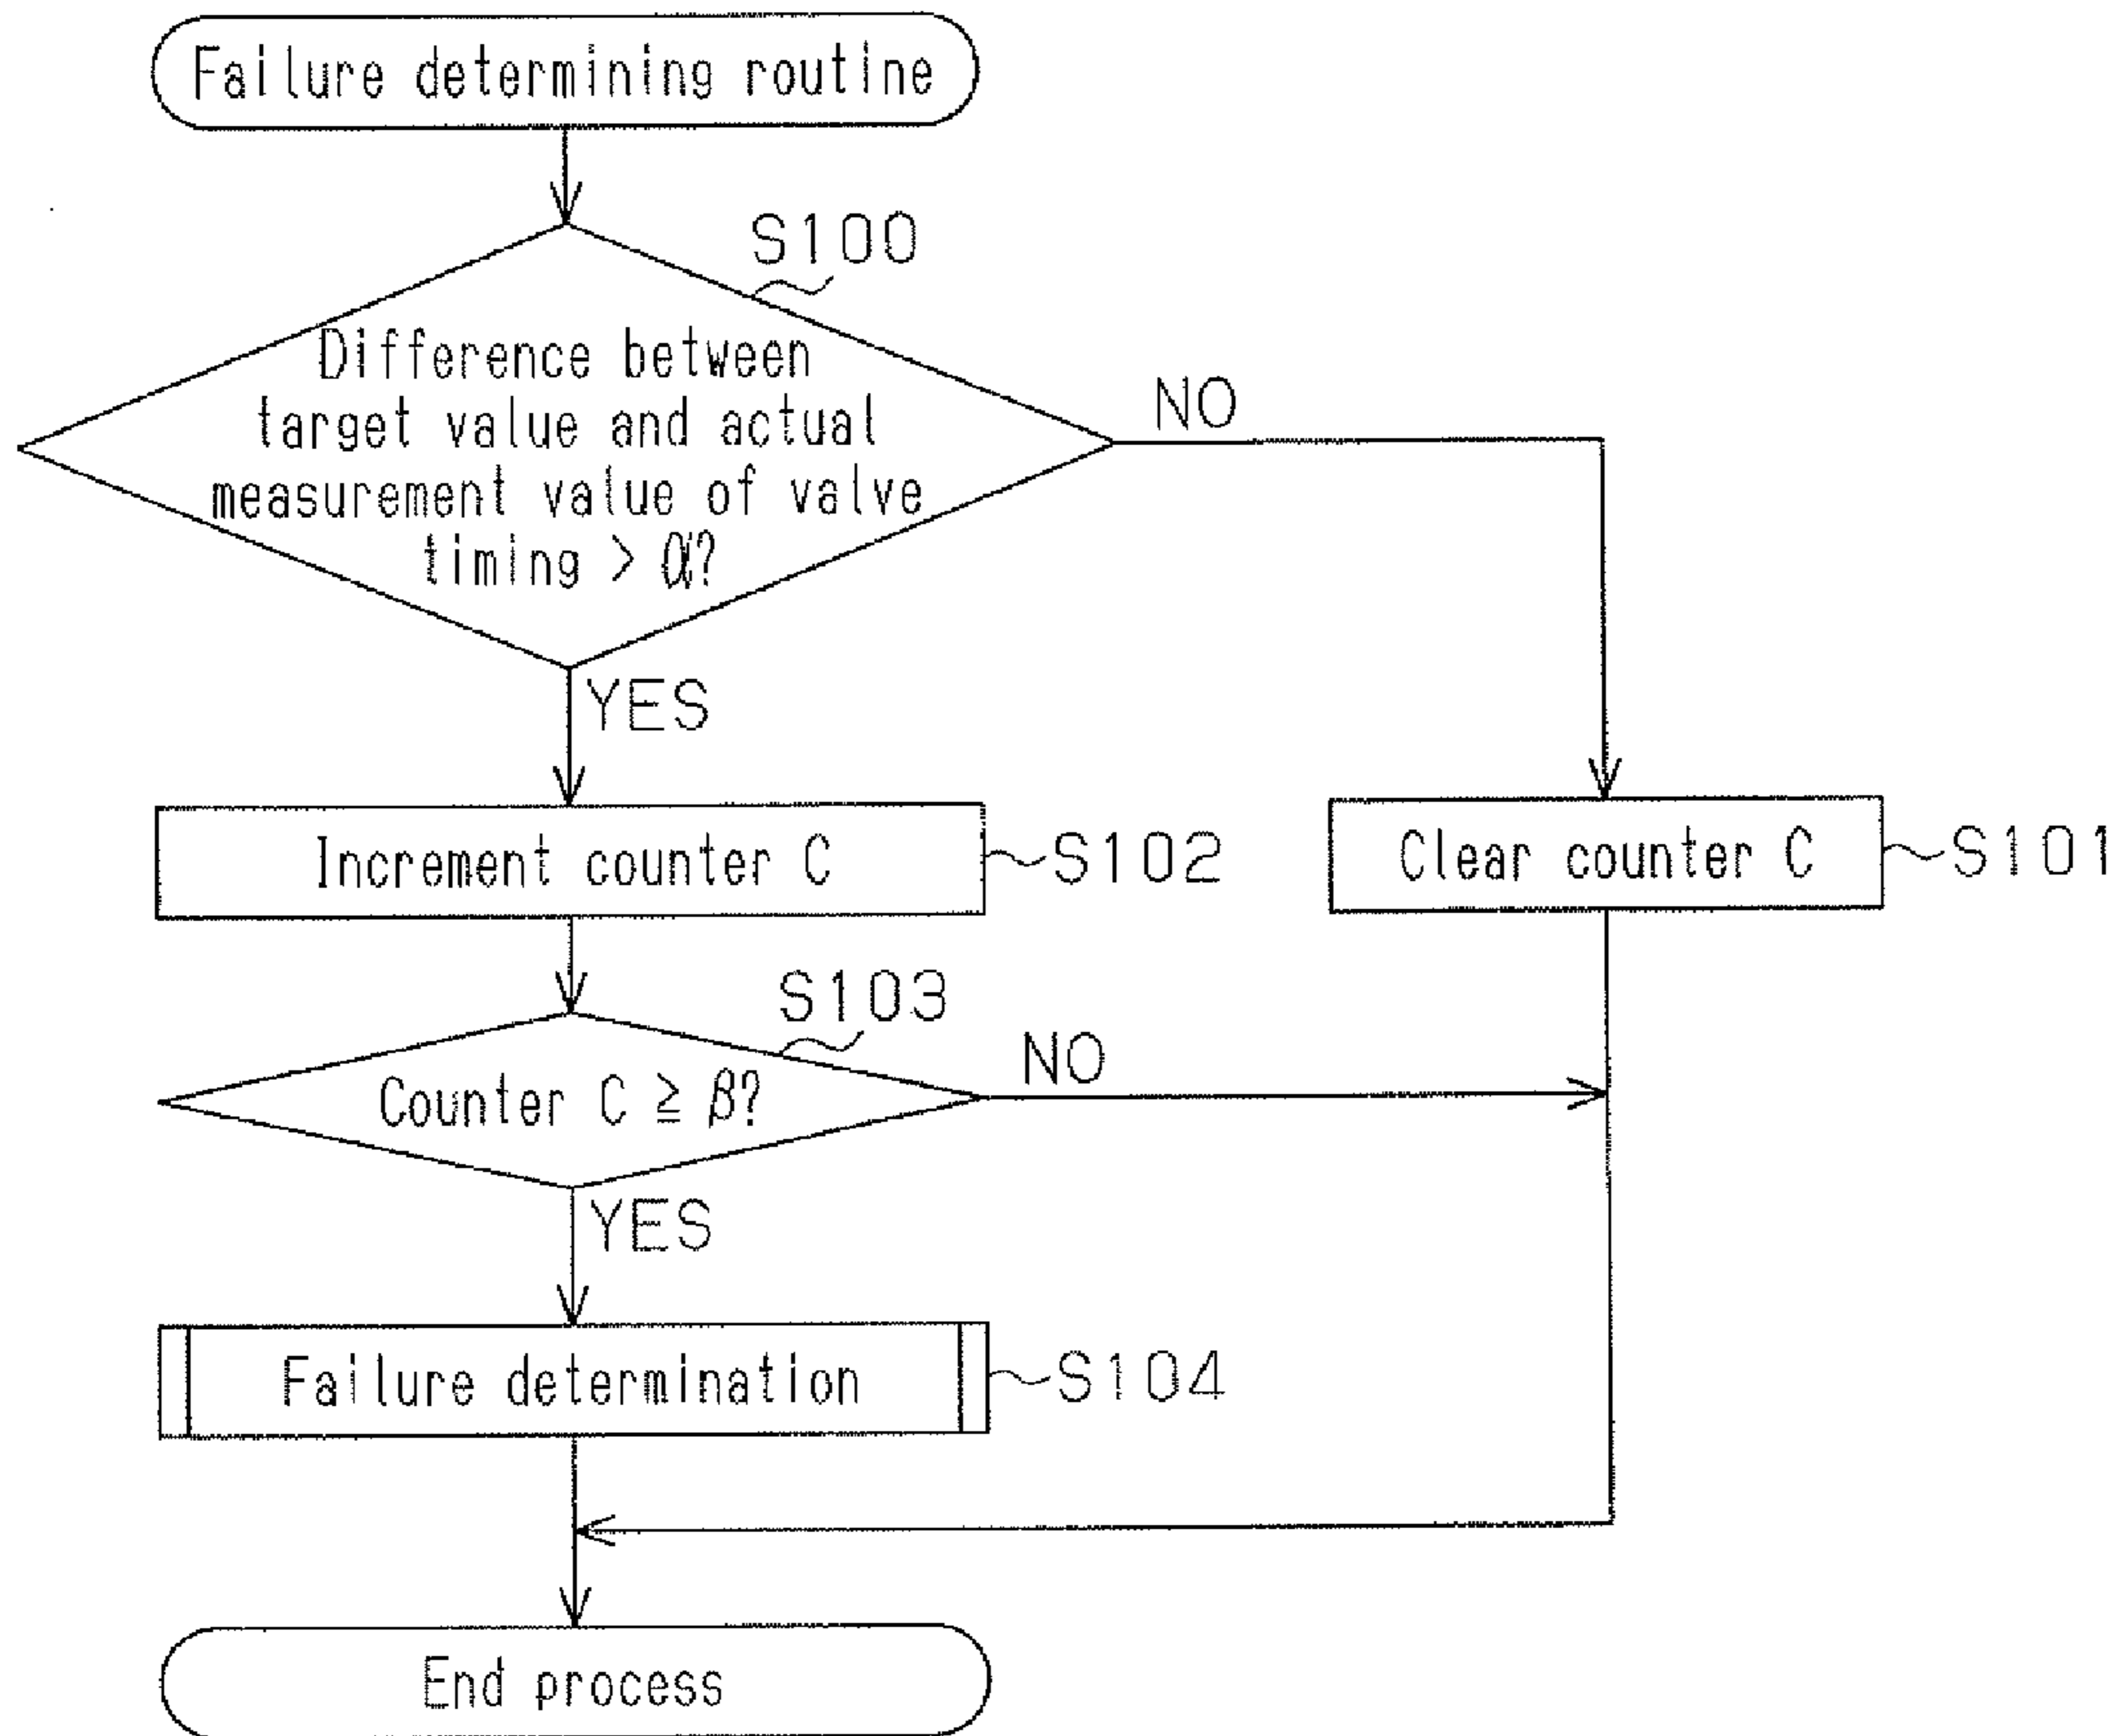 Failure determining routine
S100
Difference between
target value and actual
measurement value of valve
timing > α?
NO
YES
Increment counter C
S102
Clear counter C
S101
S103
Counter C ≧ β?
NO
YES
Failure determination
S104
End process